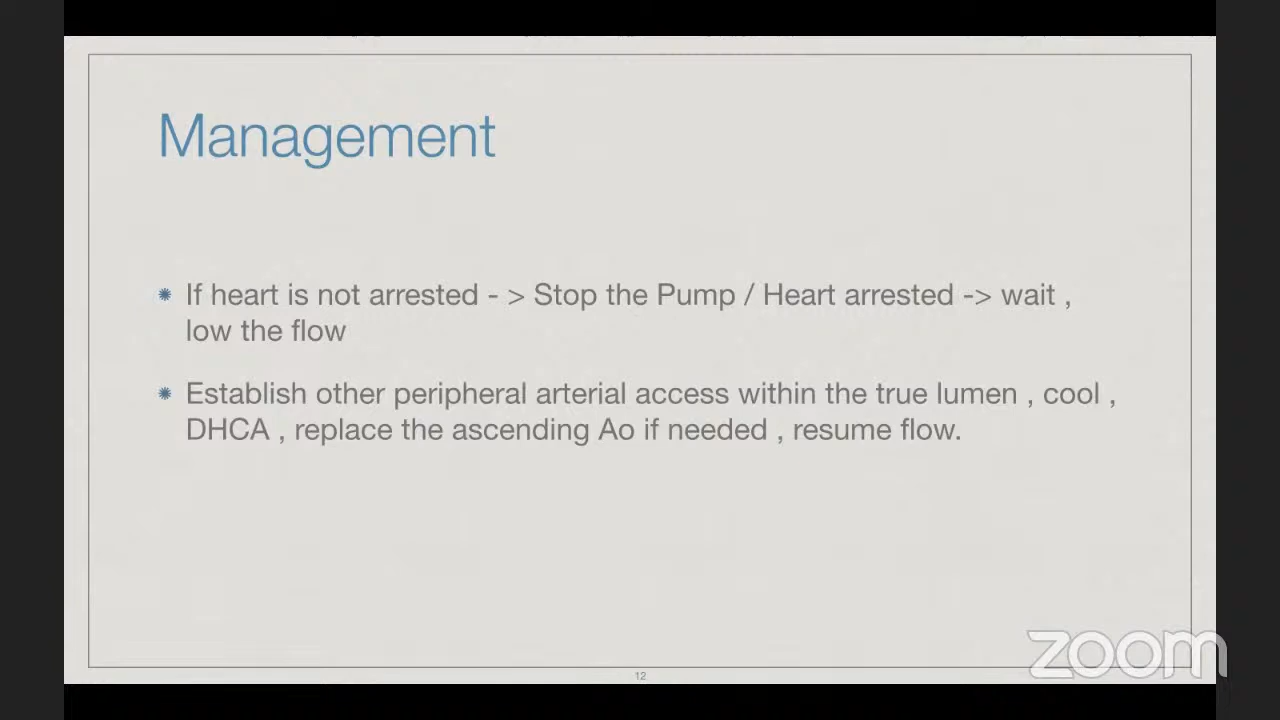 Management
If heart is not arrested - > Stop the Pump / Heart arrested -> wait ,
low the flow
Establish other peripheral arterial access within the true lumen , cool ,
DHCA , replace the ascending Ao if needed , resume flow.
zoom
12